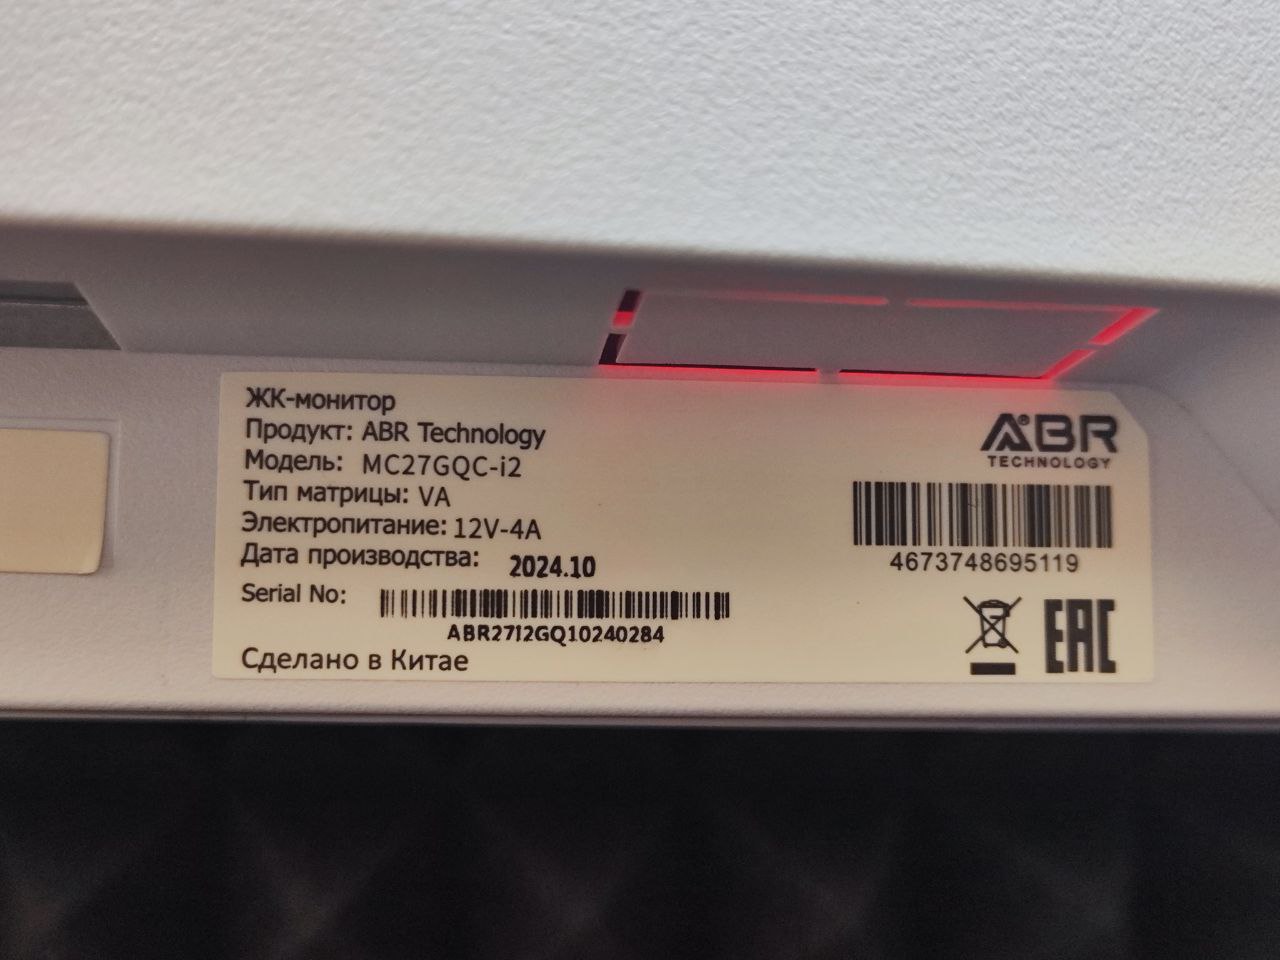 ЖК-монитор
Продукт: ABR Technology
Модель: MC27GQC-i2
Тип матрицы: VA
Электропитание: 12V-4A
Дата производства: 2024.10
Serial No:
ABR27I2GQ10240284
Сделано в Китае
ABR
TECHNOLOGY
4673748695119
EAC